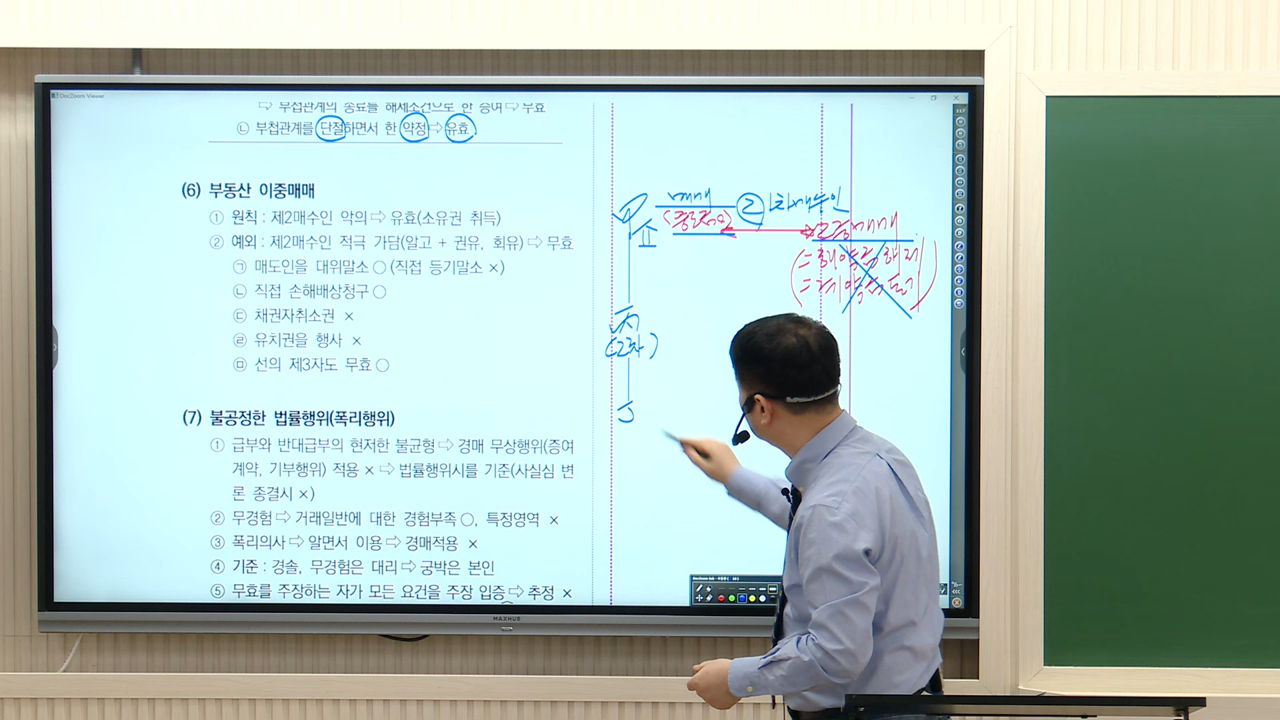 DocZoom Viewer
⇨ 부첩관계의 종료를 해제조건으로 한 증여⇨무효
㉡ 부첩관계를 단절하면서 한 약정⇨유효
(6) 부동산 이중매매
① 원칙 : 제2매수인 악의⇨유효(소유권 취득)
② 예외 : 제2매수인 적극 가담(알고 + 권유, 회유) ⇨ 무효
㉠ 매도인을 대위말소 ○ (직접 등기말소 ×)
㉡ 직접 손해배상청구 ○
㉢ 채권자취소권 ×
㉣ 유치권을 행사 ×
㉤ 선의 제3자도 무효 ○
(7) 불공정한 법률행위(폭리행위)
① 급부와 반대급부의 현저한 불균형⇨경매 무상행위(증여
계약, 기부행위) 적용 ×⇨법률행위시를 기준(사실심 변
론 종결시 ×)
② 무경험⇨거래일반에 대한 경험부족○, 특정영역 ×
③ 폭리의사⇨알면서 이용⇨경매적용 ×
④ 기준 : 경솔, 무경험은 대리⇨궁박은 본인
⑤ 무효를 주장하는 자가 모든 요건을 주장 입증⇨추정 ×
매매
(중도금)
乙
1차매수인
甲
이중매매
丙
(2차)
丁
MAXHUB